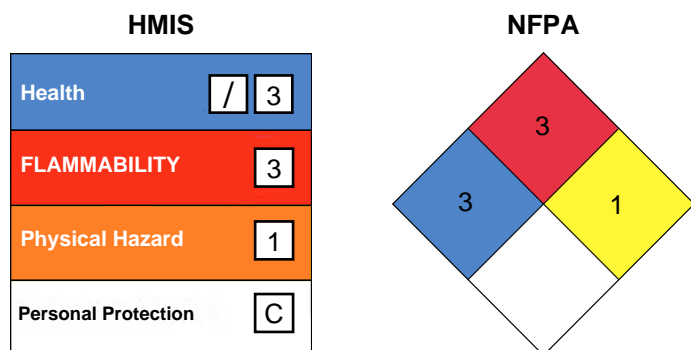 HMIS
Health / 3
FLAMMABILITY 3
Physical Hazard 1
Personal Protection C
NFPA
3
3 1